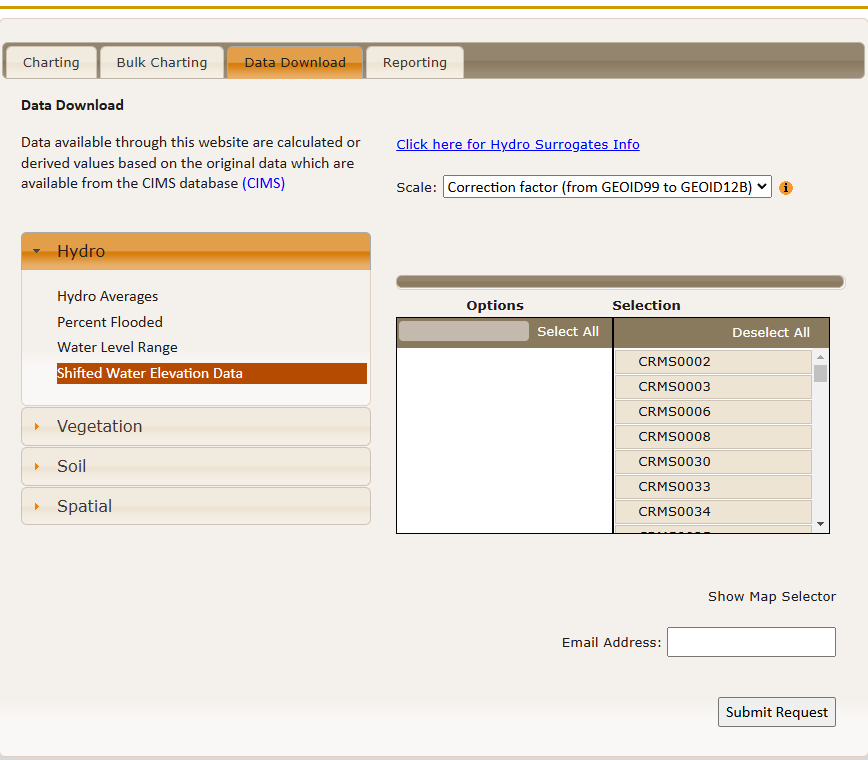 Charting
Bulk Charting
Data Download
Reporting
Data Download
Data available through this website are calculated or
derived values based on the original data which are
available from the CIMS database (CIMS)
Click here for Hydro Surrogates Info
Scale: Correction factor (from GEOID99 to GEOID12B)
Hydro
Hydro Averages
Percent Flooded
Water Level Range
Shifted Water Elevation Data
Vegetation
Soil
Spatial
Options
Selection
Select All
Deselect All
CRMS0002
CRMS0003
CRMS0006
CRMS0008
CRMS0030
CRMS0033
CRMS0034
Show Map Selector
Email Address:
Submit Request